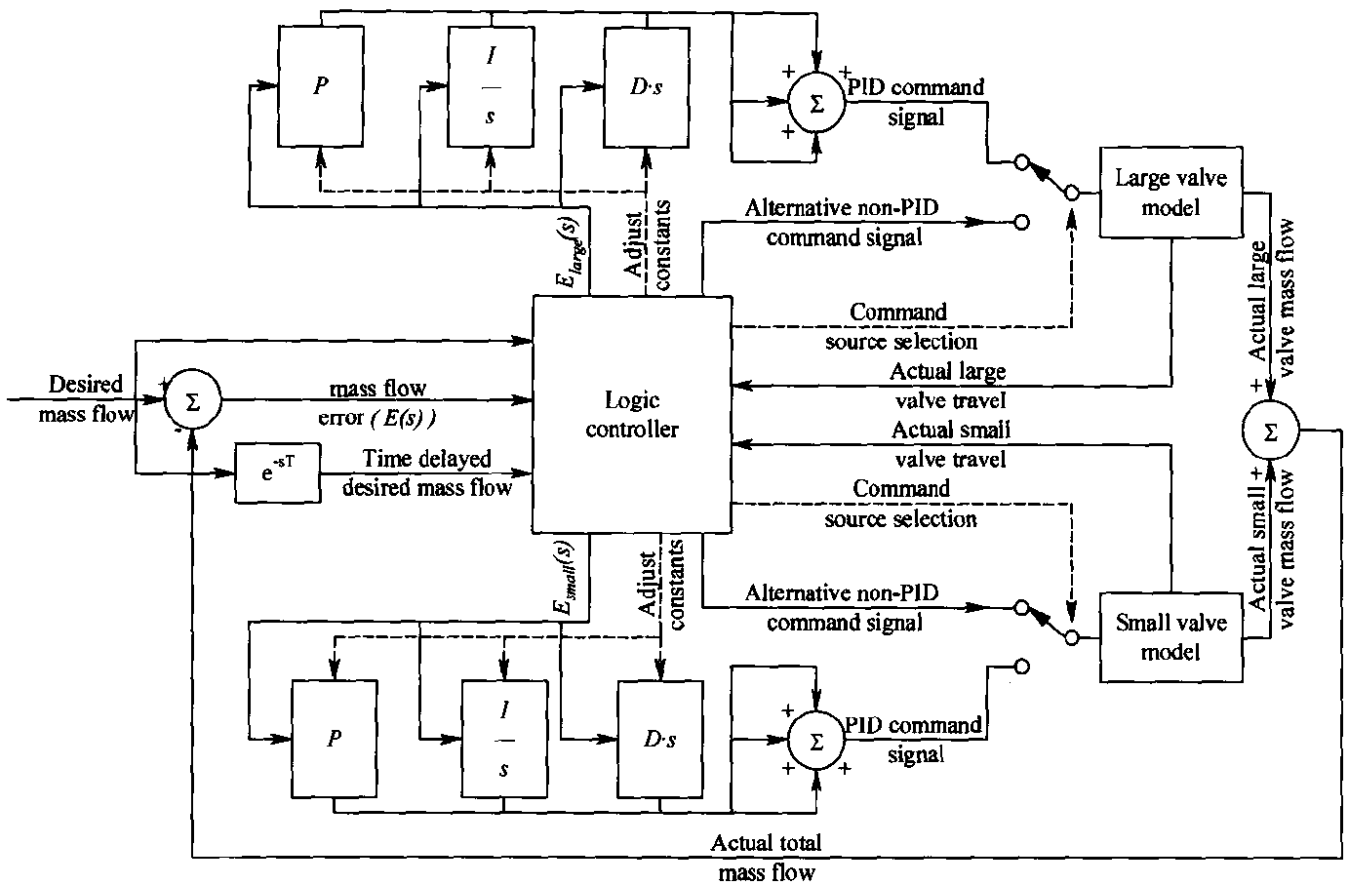 P
I
s
D·s
+
+
+
Σ
PID command
signal
Large valve
model
Alternative non-PID
command signal
E large (s)
Adjust
constants
Command
source selection
Actual large
valve mass flow
Desired
mass flow
+
Σ
-
mass flow
error ( E(s) )
Logic
controller
Actual large
valve travel
+
Σ
+
Actual small
valve travel
e-sT
Time delayed
desired mass flow
Command
source selection
Actual small
valve mass flow
E small (s)
Adjust
constants
Alternative non-PID
command signal
Small valve
model
P
I
s
D·s
+
+
+
Σ
PID command
signal
Actual total
mass flow